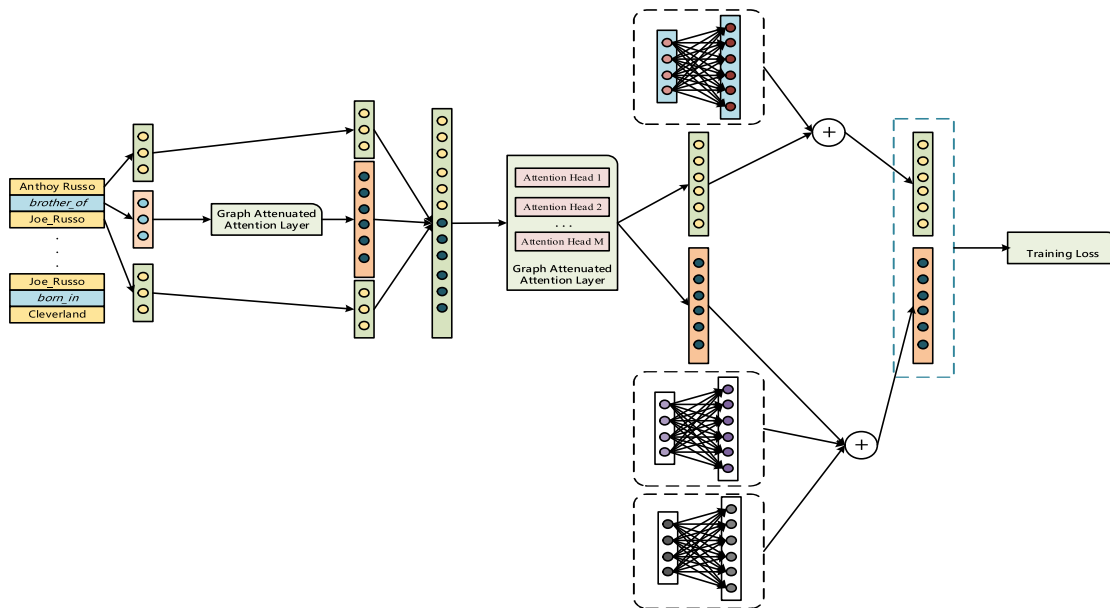 Anthoy Russo
brother_of
Joe_Russo
.
.
.
Joe_Russo
born_in
Cleverland
Graph Attenuated
Attention Layer
Attention Head 1
Attention Head 2
...
Attention Head M
Graph Attenuated
Attention Layer
+
+
Training Loss